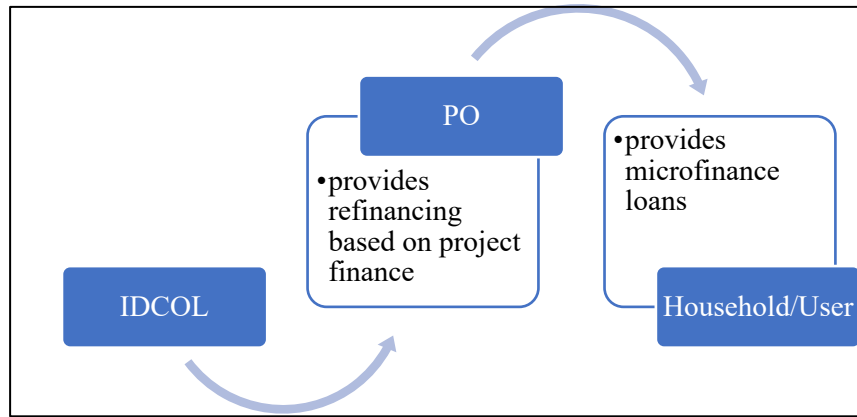 PO
•provides
refinancing
based on project
finance
•provides
microfinance
loans
IDCOL
Household/User